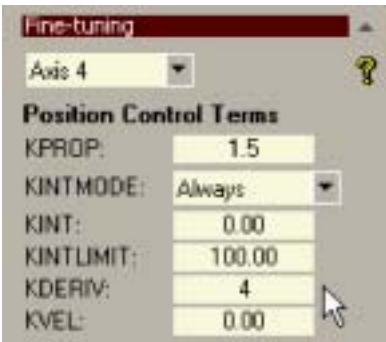 Fine-tuning
Axis 4
Position Control Terms
KPROP: 1.5
KINTMODE: Always
KINT: 0.00
KINTLIMIT: 100.00
KDERIV: 4
KVEL: 0.00